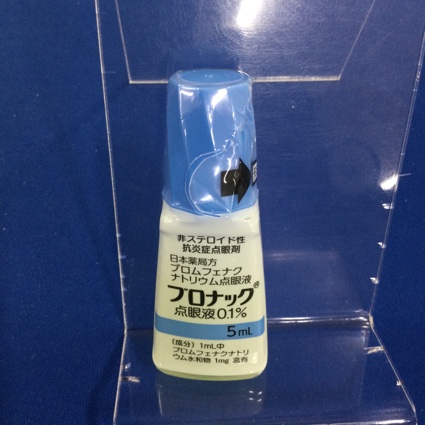 非ステロイド性
抗炎症点眼剤
日本薬局方
ブロムフェナク
ナトリウム点眼液
ブロナック®
点眼液0.1%
5mL
(成分) 1mL中
ブロムフェナクナトリ
ウム水和物 1mg 含有